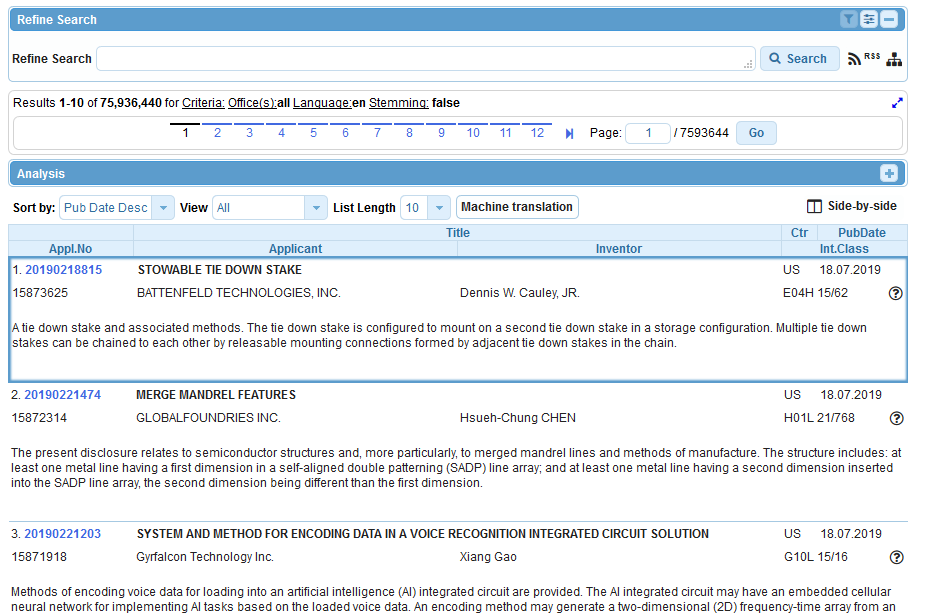 Refine Search
Refine Search
Search
RSS
Results 1-10 of 75,936,440 for Criteria: Office(s):all Language:en Stemming: false
1 2 3 4 5 6 7 8 9 10 11 12 Page: 1 / 7593644 Go
Analysis
Sort by: Pub Date Desc View All List Length 10 Machine translation Side-by-side
Title Ctr PubDate
Appl.No Applicant Inventor Int.Class
1. 20190218815 STOWABLE TIE DOWN STAKE US 18.07.2019
15873625 BATTENFELD TECHNOLOGIES, INC. Dennis W. Cauley, JR. E04H 15/62
A tie down stake and associated methods. The tie down stake is configured to mount on a second tie down stake in a storage configuration. Multiple tie down
stakes can be chained to each other by releasable mounting connections formed by adjacent tie down stakes in the chain.
2. 20190221474 MERGE MANDREL FEATURES US 18.07.2019
15872314 GLOBALFOUNDRIES INC. Hsueh-Chung CHEN H01L 21/768
The present disclosure relates to semiconductor structures and, more particularly, to merged mandrel lines and methods of manufacture. The structure includes: at
least one metal line having a first dimension in a self-aligned double patterning (SADP) line array; and at least one metal line having a second dimension inserted
into the SADP line array, the second dimension being different than the first dimension.
3. 20190221203 SYSTEM AND METHOD FOR ENCODING DATA IN A VOICE RECOGNITION INTEGRATED CIRCUIT SOLUTION US 18.07.2019
15871918 Gyrfalcon Technology Inc. Xiang Gao G10L 15/16
Methods of encoding voice data for loading into an artificial intelligence (AI) integrated circuit are provided. The AI integrated circuit may have an embedded cellular
neural network for implementing AI tasks based on the loaded voice data. An encoding method may generate a two-dimensional (2D) frequency-time array from an